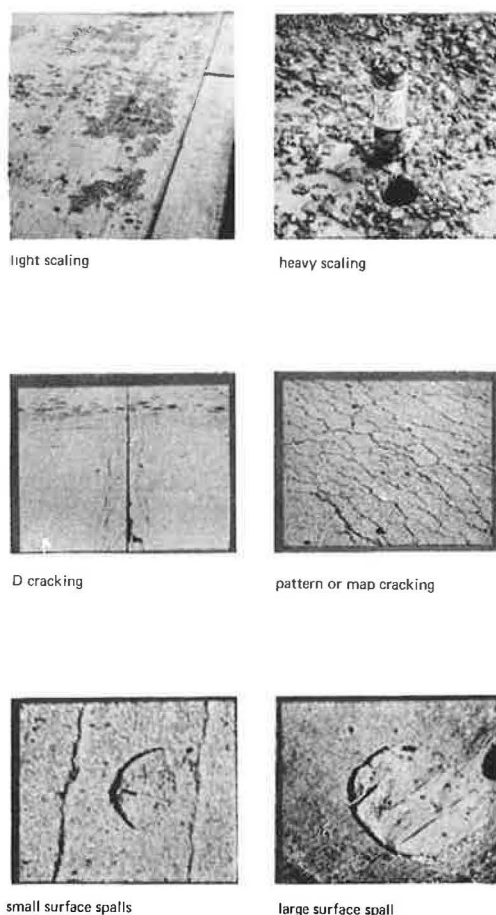 light scaling
heavy scaling
D cracking
pattern or map cracking
small surface spalls
large surface spall